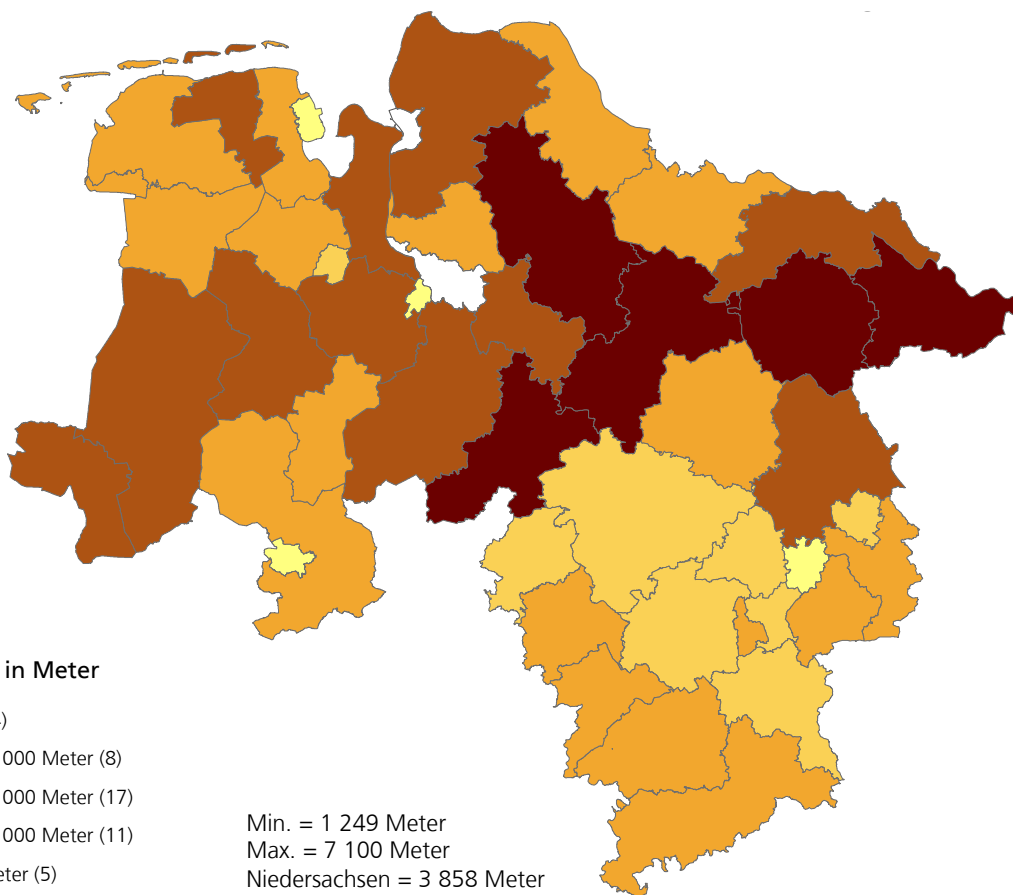 in Meter
)
000 Meter (8)
000 Meter (17)
000 Meter (11)
eter (5)
Min. = 1 249 Meter
Max. = 7 100 Meter
Niedersachsen = 3 858 Meter